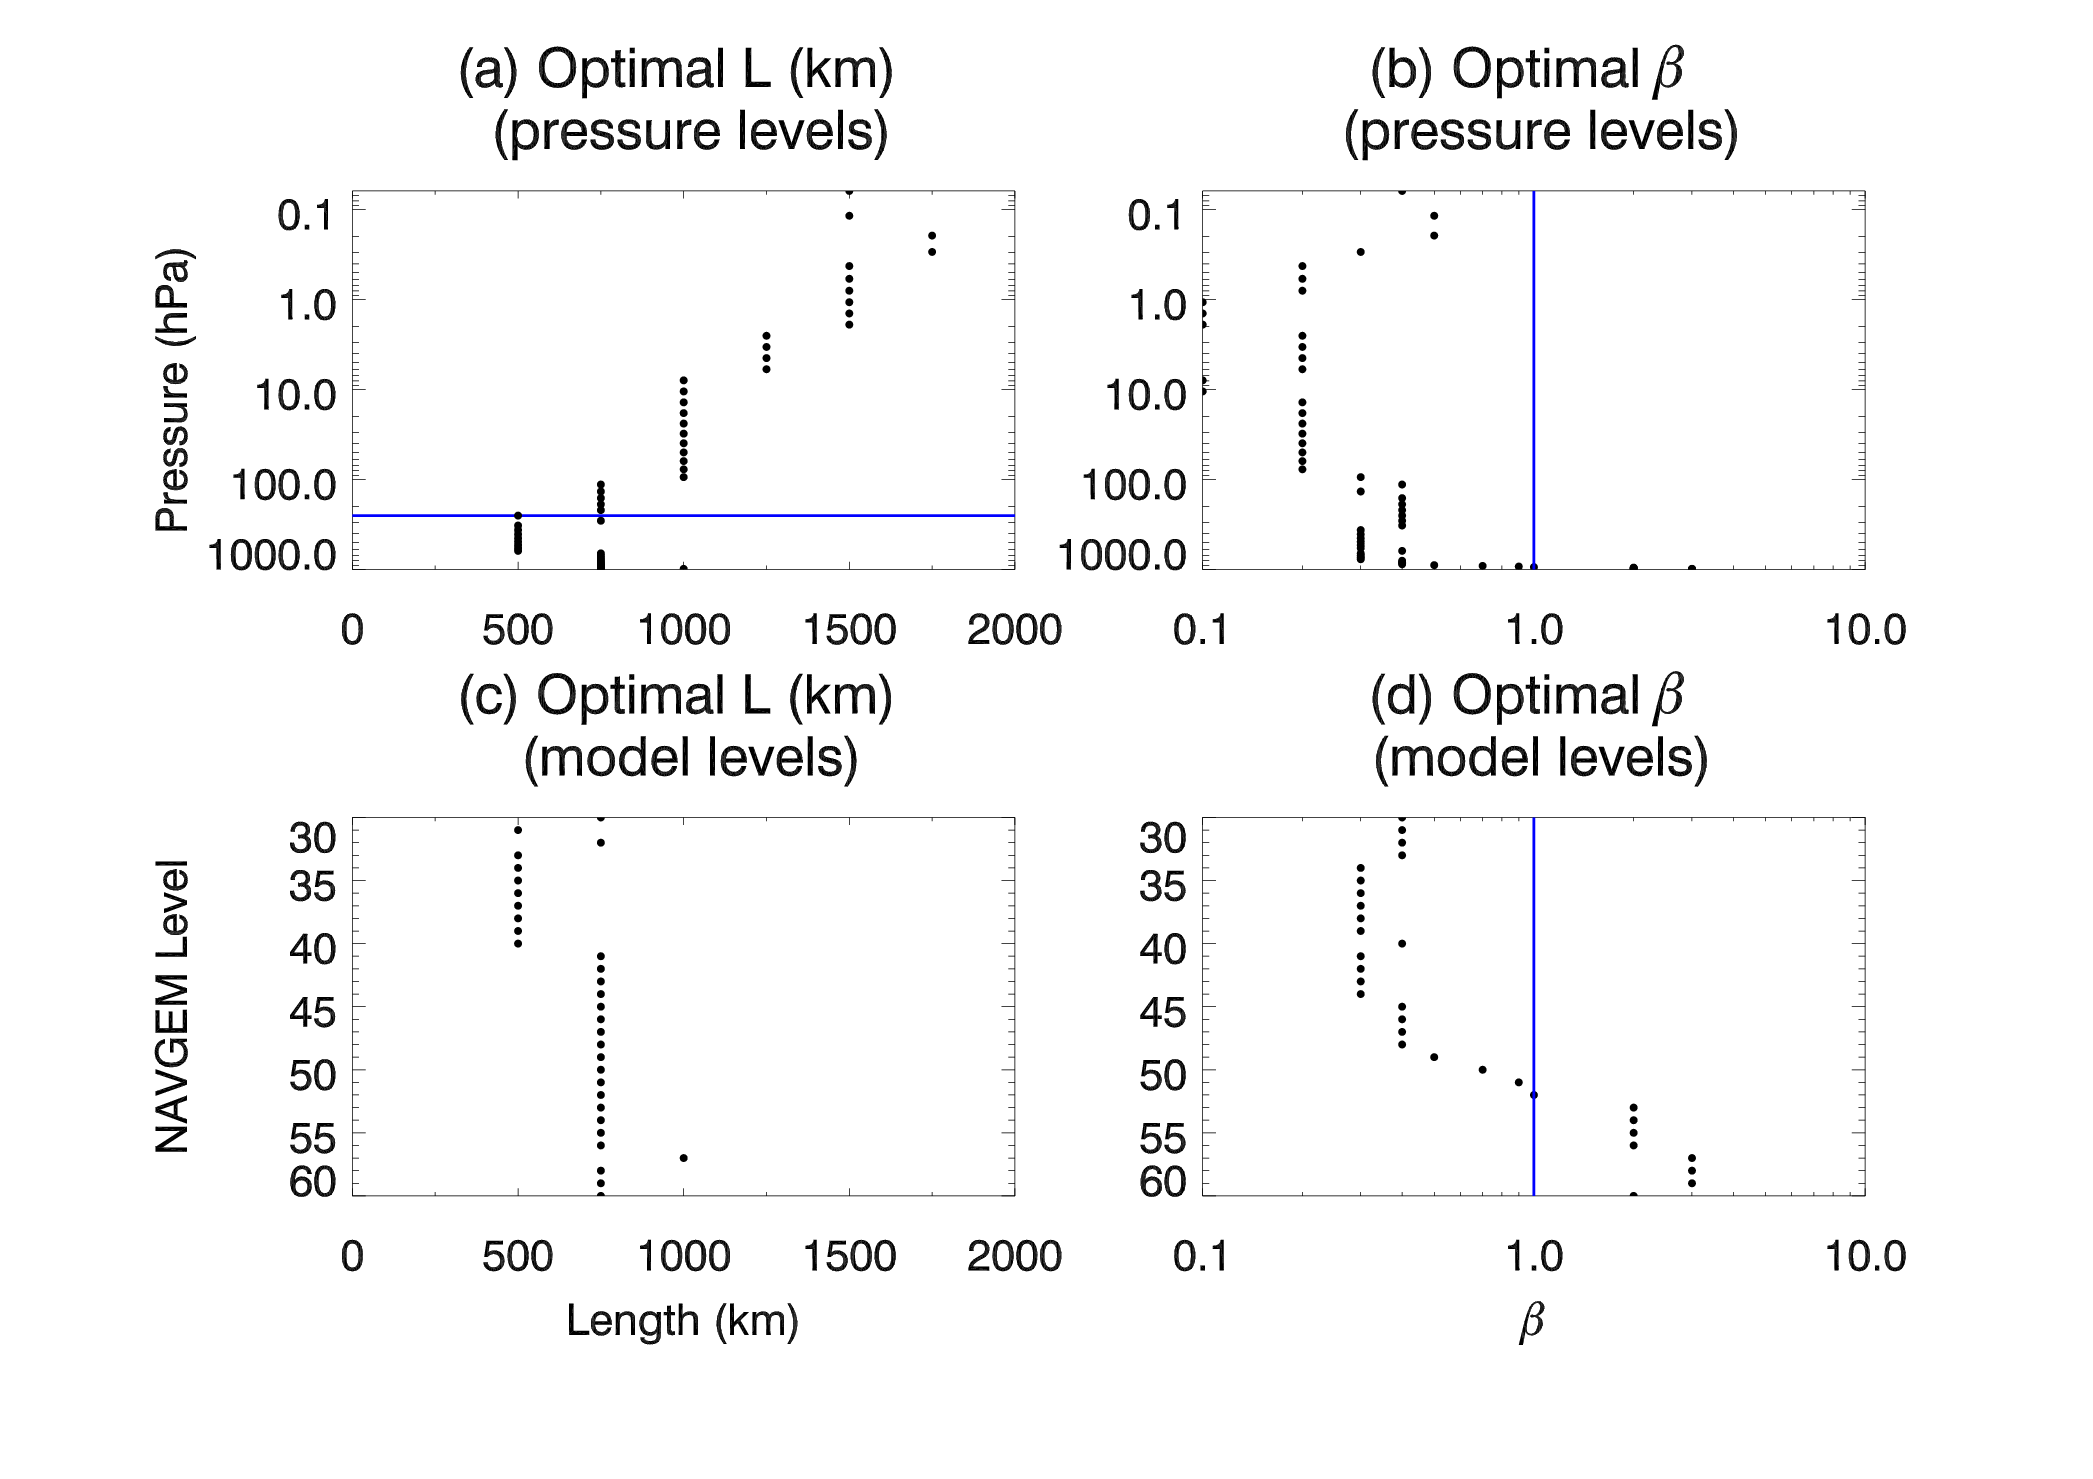 (a) Optimal L (km)
(pressure levels)
(b) Optimal β
(pressure levels)
Pressure (hPa)
0.1
1.0
10.0
100.0
1000.0
0 500 1000 1500 2000
0.1
1.0
10.0
100.0
1000.0
0.1 1.0 10.0
(c) Optimal L (km)
(model levels)
(d) Optimal β
(model levels)
NAVGEM Level
30
35
40
45
50
55
60
0 500 1000 1500 2000
Length (km)
30
35
40
45
50
55
60
0.1 1.0 10.0
β